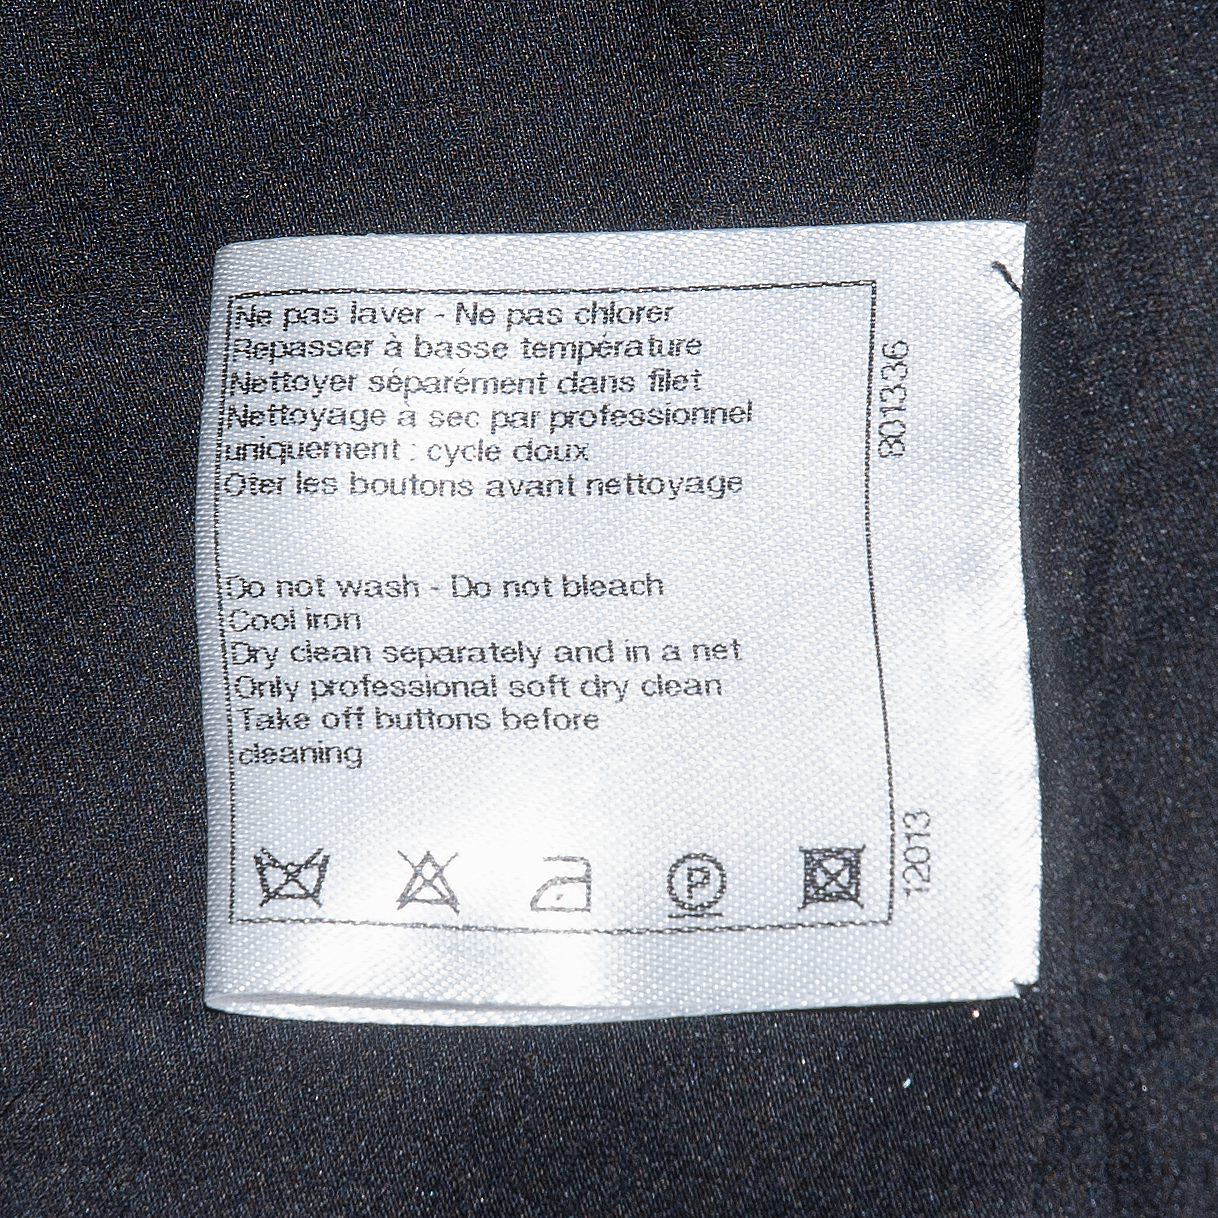 Ne pas laver - Ne pas chlorer
Repasser à basse température
Nettoyer séparément dans filet
Nettoyage à sec par professionnel
uniquement : cycle doux
Oter les boutons avant nettoyage
Do not wash - Do not bleach
Cool iron
Dry clean separately and in a net
Only professional soft dry clean
Take off buttons before
cleaning
P
801336
12013